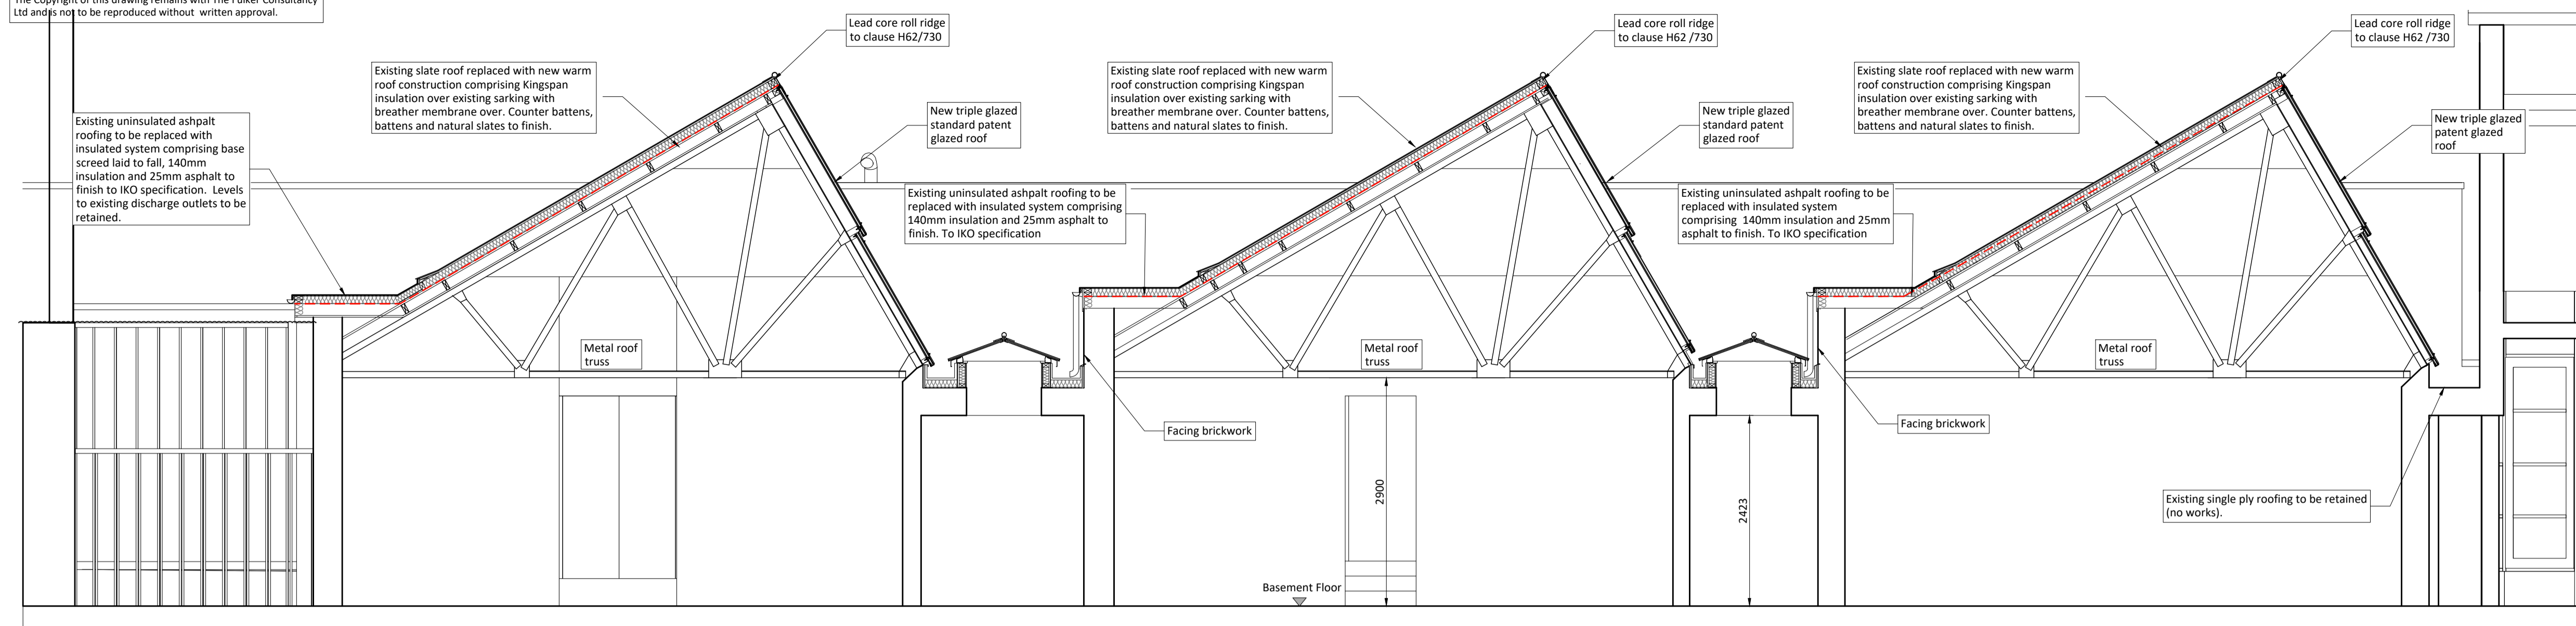 The Copyright of this drawing remains with The Fulker Consultancy
Ltd and is not to be reproduced without written approval.
Lead core roll ridge
to clause H62/730
Lead core roll ridge
to clause H62 /730
Lead core roll ridge
to clause H62 /730
Existing slate roof replaced with new warm
roof construction comprising Kingspan
insulation over existing sarking with
breather membrane over. Counter battens,
battens and natural slates to finish.
Existing slate roof replaced with new warm
roof construction comprising Kingspan
insulation over existing sarking with
breather membrane over. Counter battens,
battens and natural slates to finish.
Existing slate roof replaced with new warm
roof construction comprising Kingspan
insulation over existing sarking with
breather membrane over. Counter battens,
battens and natural slates to finish.
Existing uninsulated ashpalt
roofing to be replaced with
insulated system comprising base
screed laid to fall, 140mm
insulation and 25mm asphalt to
finish to IKO specification. Levels
to existing discharge outlets to be
retained.
New triple glazed
standard patent
glazed roof
New triple glazed
standard patent
glazed roof
New triple glazed
patent glazed
roof
Existing uninsulated ashpalt roofing to be
replaced with insulated system comprising
140mm insulation and 25mm asphalt to
finish. To IKO specification
Existing uninsulated ashpalt roofing to be
replaced with insulated system
comprising 140mm insulation and 25mm
asphalt to finish. To IKO specification
Metal roof
truss
Metal roof
truss
Metal roof
truss
Facing brickwork
Facing brickwork
2900
2423
Existing single ply roofing to be retained
(no works).
Basement Floor